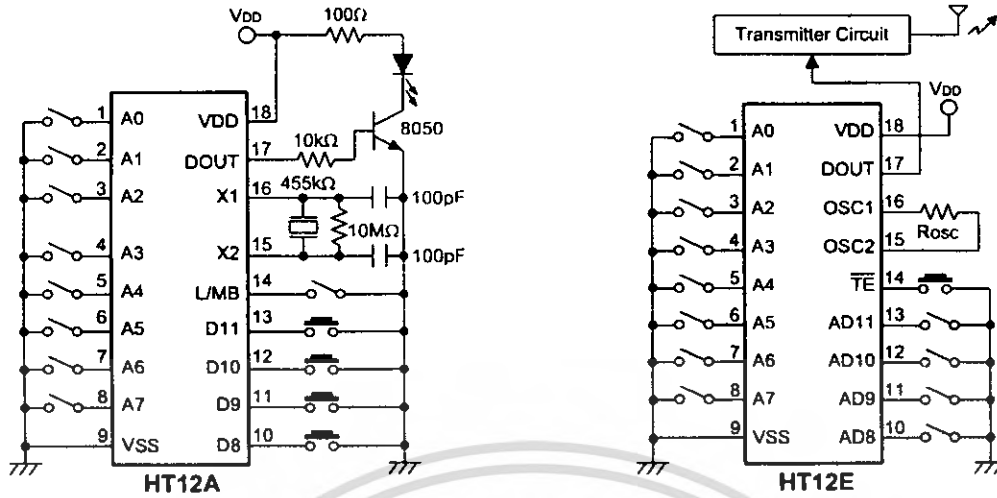 VDD
100Ω
8050
1 A0
2 A1
3 A2
4 A3
5 A4
6 A5
7 A6
8 A7
9 VSS
VDD 18
DOUT 17
10kΩ
X1 16
455kΩ
10MΩ
100pF
X2 15
100pF
L/MB 14
D11 13
D10 12
D9 11
D8 10
HT12A
Transmitter Circuit
VDD
1 A0
2 A1
3 A2
4 A3
5 A4
6 A5
7 A6
8 A7
9 VSS
VDD 18
DOUT 17
OSC1 16
Rosc
OSC2 15
T̅E̅ 14
AD11 13
AD10 12
AD9 11
AD8 10
HT12E